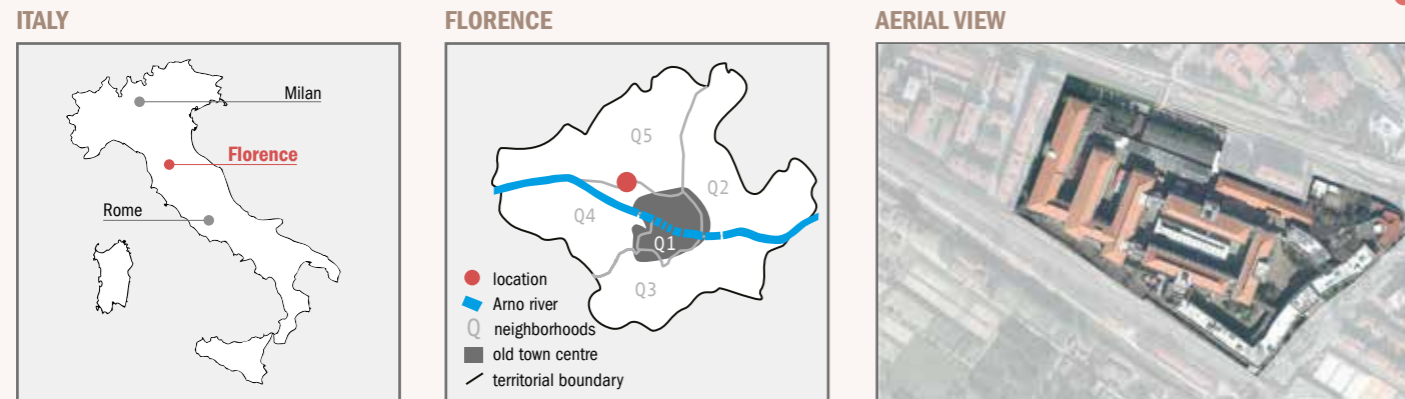 ITALY
Milan
Florence
Rome
FLORENCE
Q5
Q2
Q4
Q1
Q3
location
Arno river
Q neighborhoods
old town centre
territorial boundary
AERIAL VIEW